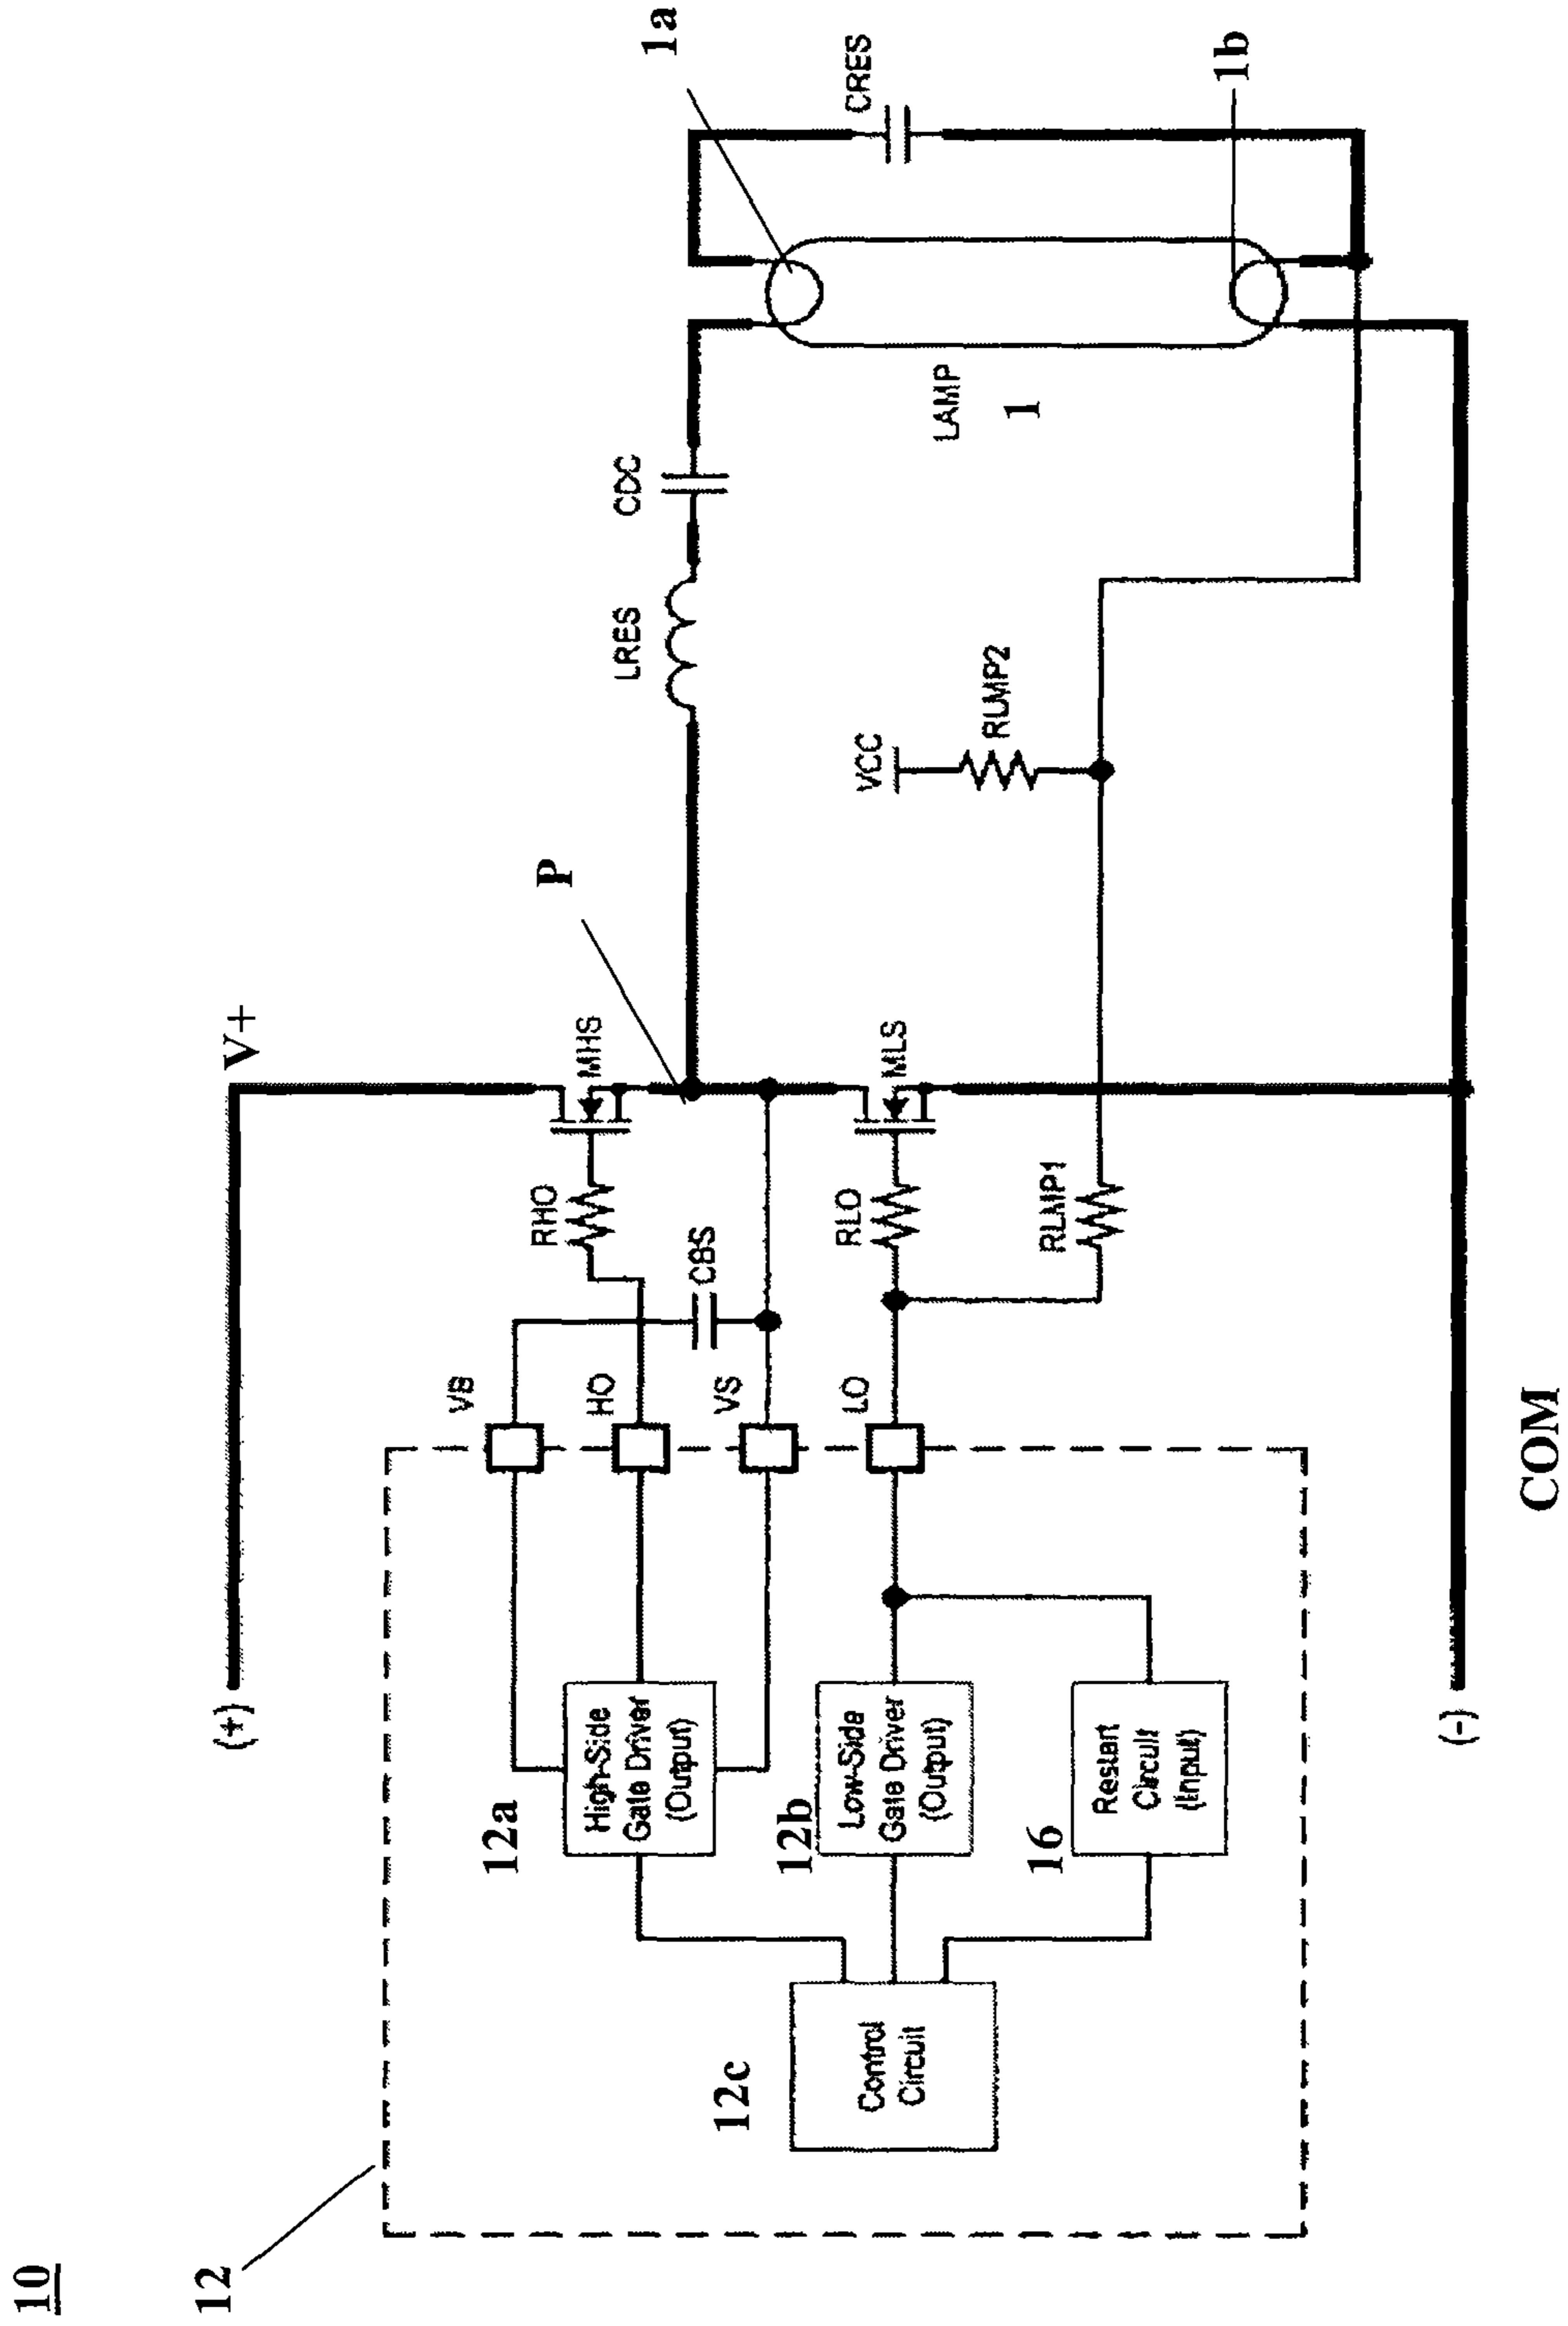 10
12
V+
(+)
P
1a
LRES
CDC
CRES
1b
MHS
RHO
CBS
VB
HO
VS
LO
MLS
RLO
RLMP1
VCC
RLMP2
LAMP
1
12a
High-Side
Gate Driver
(Output)
12b
Low-Side
Gate Driver
(Output)
16
Restart
Circuit
(Input)
12c
Control
Circuit
(-)
COM